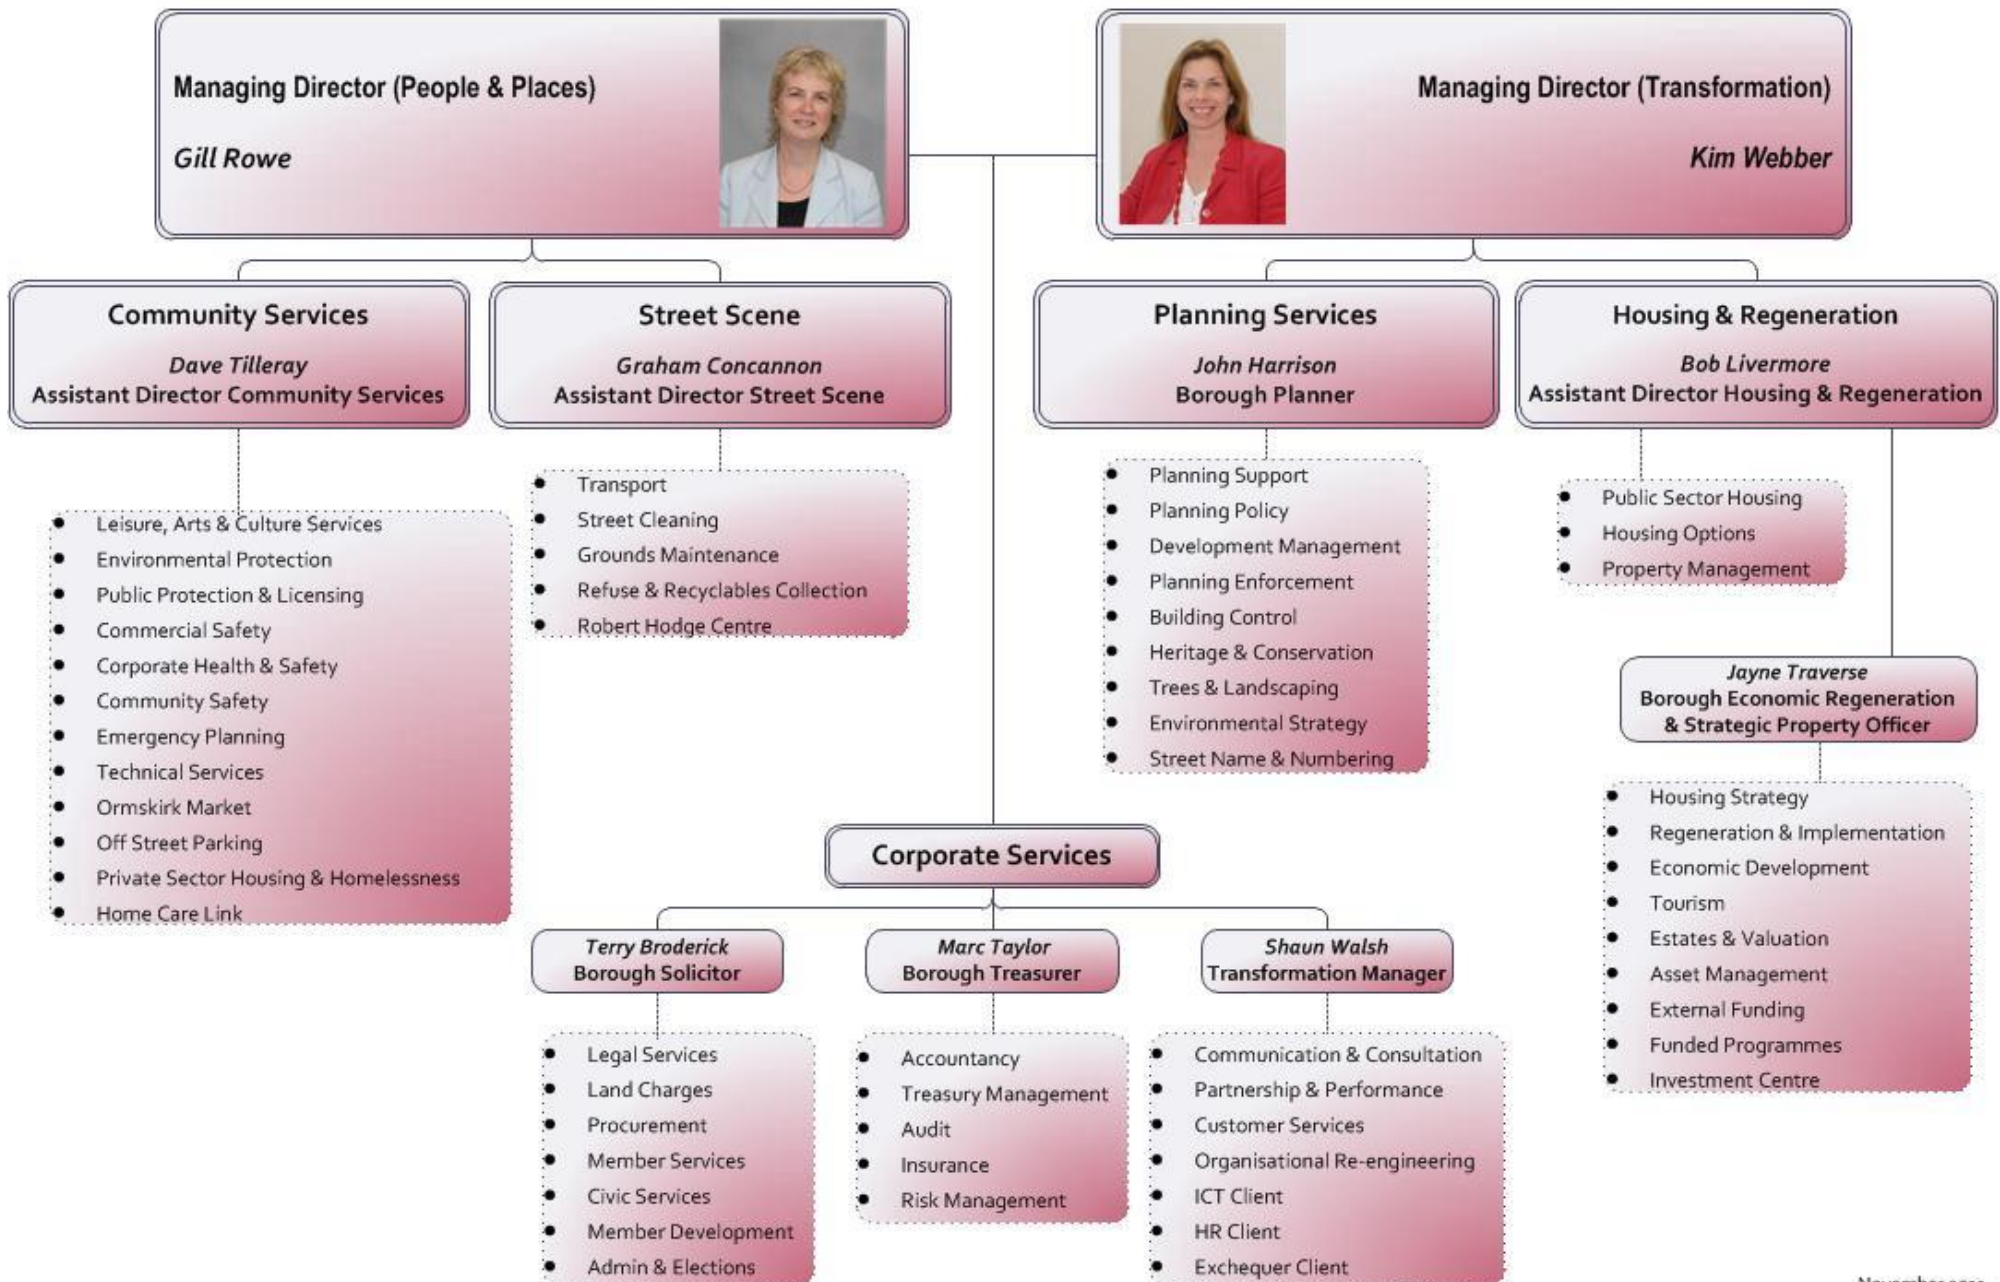 Managing Director (People & Places)
Gill Rowe
Managing Director (Transformation)
Kim Webber
Community Services
Dave Tilleray
Assistant Director Community Services
Leisure, Arts & Culture Services
Environmental Protection
Public Protection & Licensing
Commercial Safety
Corporate Health & Safety
Community Safety
Emergency Planning
Technical Services
Ormskirk Market
Off Street Parking
Private Sector Housing & Homelessness
Home Care Link
Street Scene
Graham Concannon
Assistant Director Street Scene
Transport
Street Cleaning
Grounds Maintenance
Refuse & Recyclables Collection
Robert Hodge Centre
Planning Services
John Harrison
Borough Planner
Planning Support
Planning Policy
Development Management
Planning Enforcement
Building Control
Heritage & Conservation
Trees & Landscaping
Environmental Strategy
Street Name & Numbering
Housing & Regeneration
Bob Livermore
Assistant Director Housing & Regeneration
Public Sector Housing
Housing Options
Property Management
Jayne Traverse
Borough Economic Regeneration
& Strategic Property Officer
Housing Strategy
Regeneration & Implementation
Economic Development
Tourism
Estates & Valuation
Asset Management
External Funding
Funded Programmes
Investment Centre
Corporate Services
Terry Broderick
Borough Solicitor
Legal Services
Land Charges
Procurement
Member Services
Civic Services
Member Development
Admin & Elections
Marc Taylor
Borough Treasurer
Accountancy
Treasury Management
Audit
Insurance
Risk Management
Shaun Walsh
Transformation Manager
Communication & Consultation
Partnership & Performance
Customer Services
Organisational Re-engineering
ICT Client
HR Client
Exchequer Client